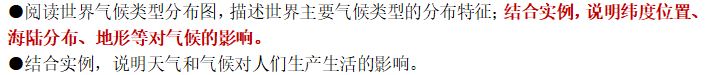 ●阅读世界气候类型分布图，描述世界主要气候类型的分布特征；结合实例，说明纬度位置、
海陆分布、地形等对气候的影响。
●结合实例，说明天气和气候对人们生产生活的影响。